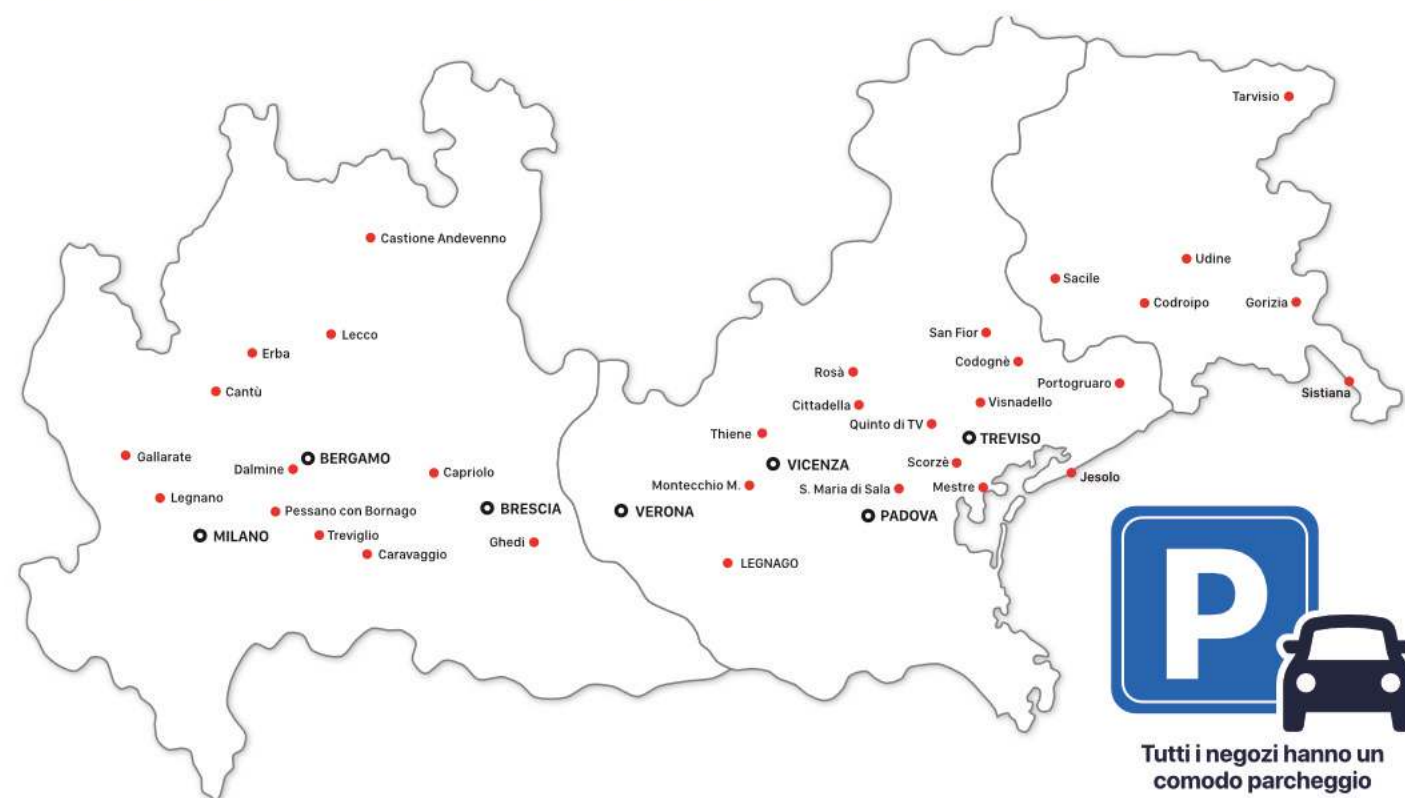 Tarvisio
Castione Andevenno
Udine
Sacile
Codroipo
Gorizia
Lecco
San Fior
Erba
Codognè
Rosà
Portogruaro
Sistiana
Cantù
Cittadella
Visnadello
Quinto di TV
Thiene
TREVISO
Gallarate
BERGAMO
Dalmine
Capriolo
VICENZA
Scorzè
Jesolo
Legnano
Montecchio M.
S. Maria di Sala
Mestre
Pessano con Bornago
BRESCIA
VERONA
PADOVA
MILANO
Treviglio
Ghedi
Caravaggio
LEGNAGO
P
Tutti i negozi hanno un
comodo parcheggio